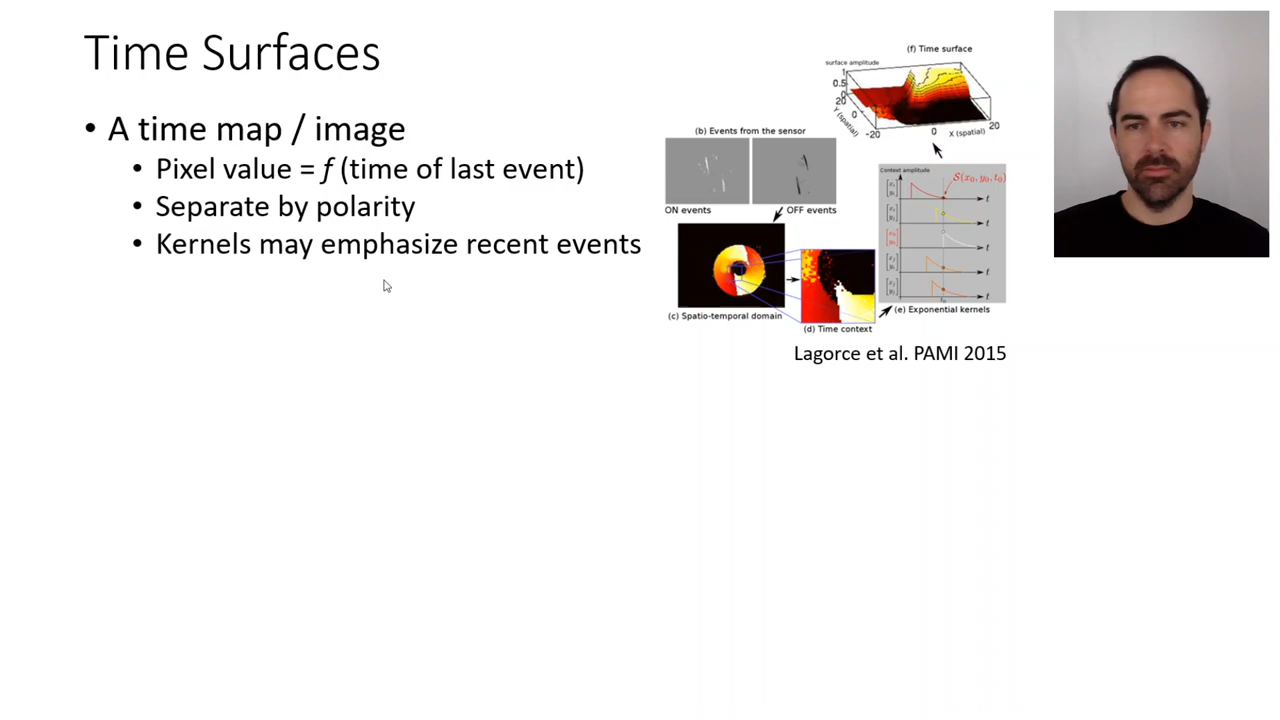 Time Surfaces
• A time map / image
• Pixel value = f (time of last event)
• Separate by polarity
• Kernels may emphasize recent events
(f) Time surface
surface amplitude
1
0.5
0
20
0
-20
Y (spatial)
0
X (spatial)
20
(b) Events from the sensor
ON events
OFF events
Context amplitude
S(x₀, y₀, t₀)
t
t
t
t
t
t₀
(c) Spatio-temporal domain
(d) Time context
(e) Exponential kernels
Lagorce et al. PAMI 2015